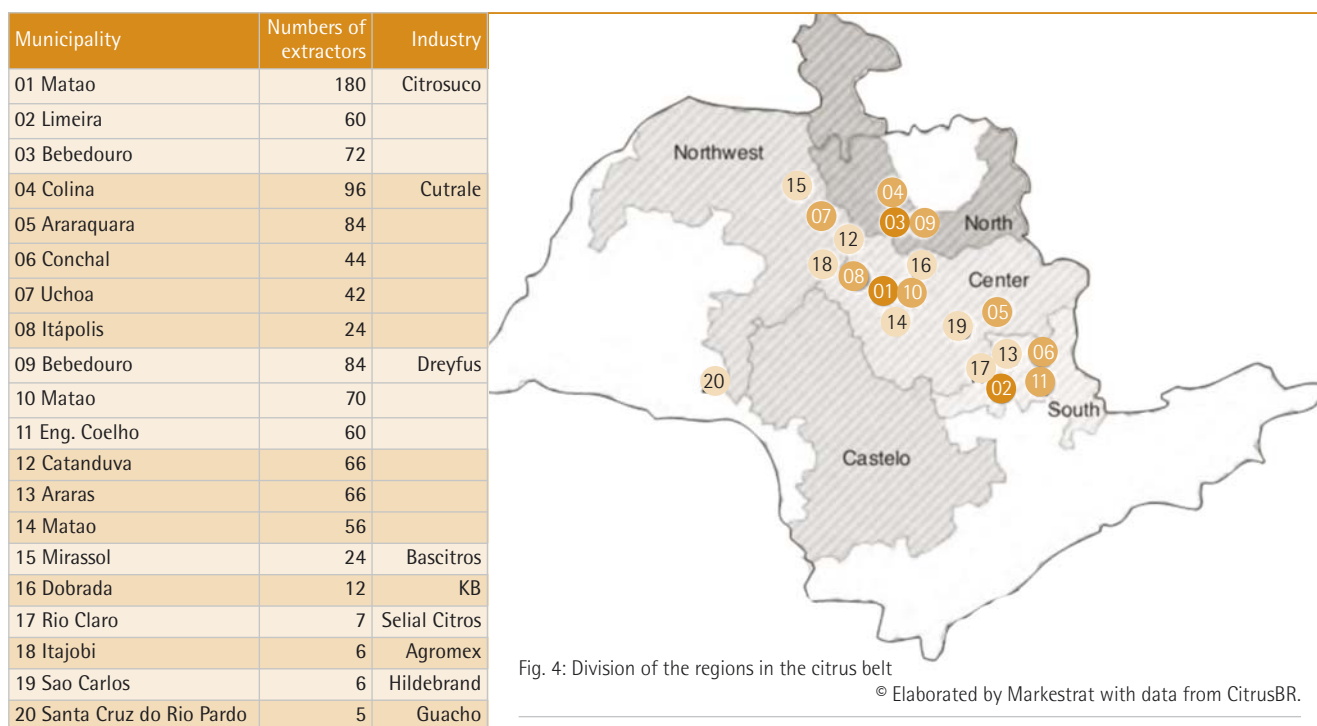 Municipality Numbers of extractors Industry
01 Matao 180 Citrosuco
02 Limeira 60
03 Bebedouro 72
04 Colina 96 Cutrale
05 Araraquara 84
06 Conchal 44
07 Uchoa 42
08 Itápolis 24
09 Bebedouro 84 Dreyfus
10 Matao 70
11 Eng. Coelho 60
12 Catanduva 66
13 Araras 66
14 Matao 56
15 Mirassol 24 Bascitros
16 Dobrada 12 KB
17 Rio Claro 7 Selial Citros
18 Itajobi 6 Agromex
19 Sao Carlos 6 Hildebrand
20 Santa Cruz do Rio Pardo 5 Guacho
Northwest
15
04
07
03
09
North
12
18
08
16
01
10
Center
14
19
05
13
06
17
20
02
11
South
Castelo
Fig. 4: Division of the regions in the citrus belt
© Elaborated by Markestrat with data from CitrusBR.